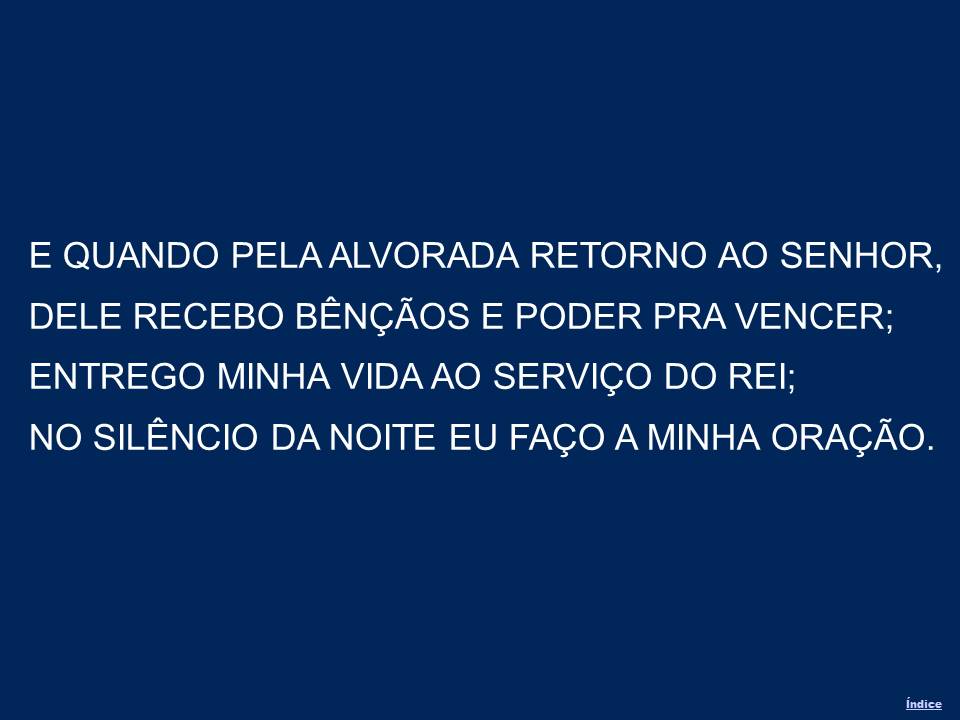 E QUANDO PELA ALVORADA RETORNO AO SENHOR,
DELE RECEBO BÊNÇÃOS E PODER PRA VENCER;
ENTREGO MINHA VIDA AO SERVIÇO DO REI;
NO SILÊNCIO DA NOITE EU FAÇO A MINHA ORAÇÃO.
Índice